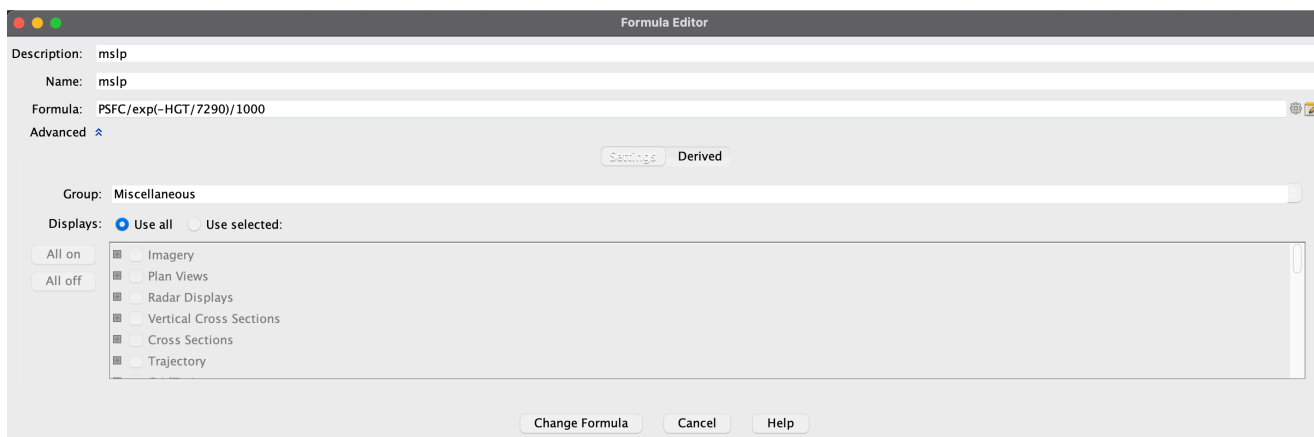 Formula Editor
Description: mslp
Name: mslp
Formula: PSFC/exp(-HGT/7290)/1000
Advanced
Settings Derived
Group: Miscellaneous
Displays: Use all Use selected:
All on
All off
Imagery
Plan Views
Radar Displays
Vertical Cross Sections
Cross Sections
Trajectory
Change Formula Cancel Help